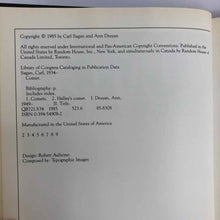 Copyright © 1985 by Carl Sagan and Ann Druyan
All rights reserved under International and Pan-American Copyright Conventions. Published in the
United States by Random House, Inc., New York, and simultaneously in Canada by Random House of
Canada Limited, Toronto.
Library of Congress Cataloging in Publication Data
Sagan, Carl, 1934-
Comet.
Bibliography: p.
Includes index.
1. Comets. 2. Halley's comet. I. Druyan, Ann,
1949- II. Title.
QB721.S34 1985 523.6 85-8308
ISBN 0-394-54908-2
Manufactured in the United States of America
2 3 4 5 6 7 8 9
Design: Robert Aulicino
Composed by: Topographic Images